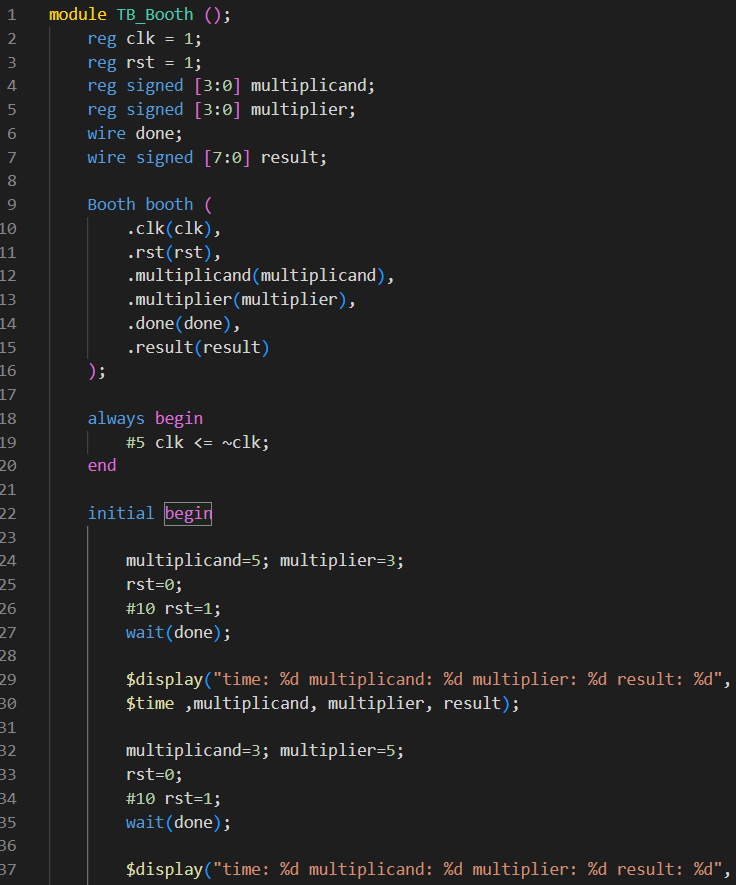 1 module TB_Booth ();
2 reg clk = 1;
3 reg rst = 1;
4 reg signed [3:0] multiplicand;
5 reg signed [3:0] multiplier;
6 wire done;
7 wire signed [7:0] result;
8
9 Booth booth (
10 .clk(clk),
11 .rst(rst),
12 .multiplicand(multiplicand),
13 .multiplier(multiplier),
14 .done(done),
15 .result(result)
16 );
17
18 always begin
19 #5 clk <= ~clk;
20 end
21
22 initial begin
23
24 multiplicand=5; multiplier=3;
25 rst=0;
26 #10 rst=1;
27 wait(done);
28
29 $display("time: %d multiplicand: %d multiplier: %d result: %d",
30 $time ,multiplicand, multiplier, result);
31
32 multiplicand=3; multiplier=5;
33 rst=0;
34 #10 rst=1;
35 wait(done);
36
37 $display("time: %d multiplicand: %d multiplier: %d result: %d",